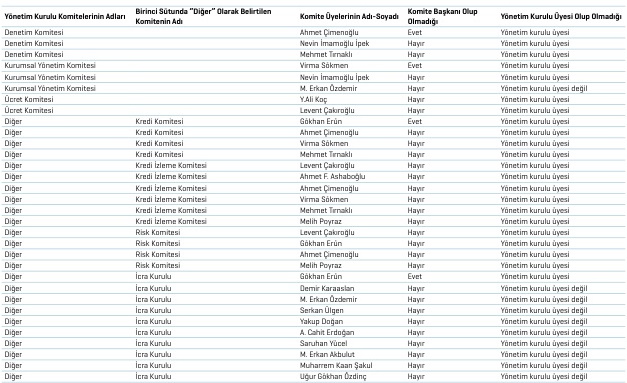 Yönetim Kurulu Komitelerinin Adları Birinci Sütunda "Diğer" Olarak Belirtilen Komitenin Adı Komite Üyelerinin Adı-Soyadı Komite Başkanı Olup Olmadığı Yönetim Kurulu Üyesi Olup Olmadığı
Denetim Komitesi Ahmet Çimenoğlu Evet Yönetim kurulu üyesi
Denetim Komitesi Nevin İmamoğlu İpek Hayır Yönetim kurulu üyesi
Denetim Komitesi Mehmet Tırnaklı Hayır Yönetim kurulu üyesi
Kurumsal Yönetim Komitesi Virma Sökmen Evet Yönetim kurulu üyesi
Kurumsal Yönetim Komitesi Nevin İmamoğlu İpek Hayır Yönetim kurulu üyesi
Kurumsal Yönetim Komitesi M. Erkan Özdemir Hayır Yönetim kurulu üyesi değil
Ücret Komitesi Y.Ali Koç Hayır Yönetim kurulu üyesi
Ücret Komitesi Levent Çakıroğlu Hayır Yönetim kurulu üyesi
Diğer Kredi Komitesi Gökhan Erün Evet Yönetim kurulu üyesi
Diğer Kredi Komitesi Ahmet Çimenoğlu Hayır Yönetim kurulu üyesi
Diğer Kredi Komitesi Virma Sökmen Hayır Yönetim kurulu üyesi
Diğer Kredi Komitesi Mehmet Tırnaklı Hayır Yönetim kurulu üyesi
Diğer Kredi İzleme Komitesi Levent Çakıroğlu Hayır Yönetim kurulu üyesi
Diğer Kredi İzleme Komitesi Ahmet F. Ashaboğlu Hayır Yönetim kurulu üyesi
Diğer Kredi İzleme Komitesi Ahmet Çimenoğlu Hayır Yönetim kurulu üyesi
Diğer Kredi İzleme Komitesi Virma Sökmen Hayır Yönetim kurulu üyesi
Diğer Kredi İzleme Komitesi Mehmet Tırnaklı Hayır Yönetim kurulu üyesi
Diğer Kredi İzleme Komitesi Melih Poyraz Hayır Yönetim kurulu üyesi
Diğer Risk Komitesi Levent Çakıroğlu Hayır Yönetim kurulu üyesi
Diğer Risk Komitesi Gökhan Erün Hayır Yönetim kurulu üyesi
Diğer Risk Komitesi Ahmet Çimenoğlu Hayır Yönetim kurulu üyesi
Diğer Risk Komitesi Melih Poyraz Hayır Yönetim kurulu üyesi
Diğer İcra Kurulu Gökhan Erün Evet Yönetim kurulu üyesi
Diğer İcra Kurulu Demir Karaaslan Hayır Yönetim kurulu üyesi değil
Diğer İcra Kurulu M. Erkan Özdemir Hayır Yönetim kurulu üyesi değil
Diğer İcra Kurulu Serkan Ülgen Hayır Yönetim kurulu üyesi değil
Diğer İcra Kurulu Yakup Doğan Hayır Yönetim kurulu üyesi değil
Diğer İcra Kurulu A. Cahit Erdoğan Hayır Yönetim kurulu üyesi değil
Diğer İcra Kurulu Saruhan Yücel Hayır Yönetim kurulu üyesi değil
Diğer İcra Kurulu M. Erkan Akbulut Hayır Yönetim kurulu üyesi değil
Diğer İcra Kurulu Muharrem Kaan Şakul Hayır Yönetim kurulu üyesi değil
Diğer İcra Kurulu Uğur Gökhan Özdinç Hayır Yönetim kurulu üyesi değil